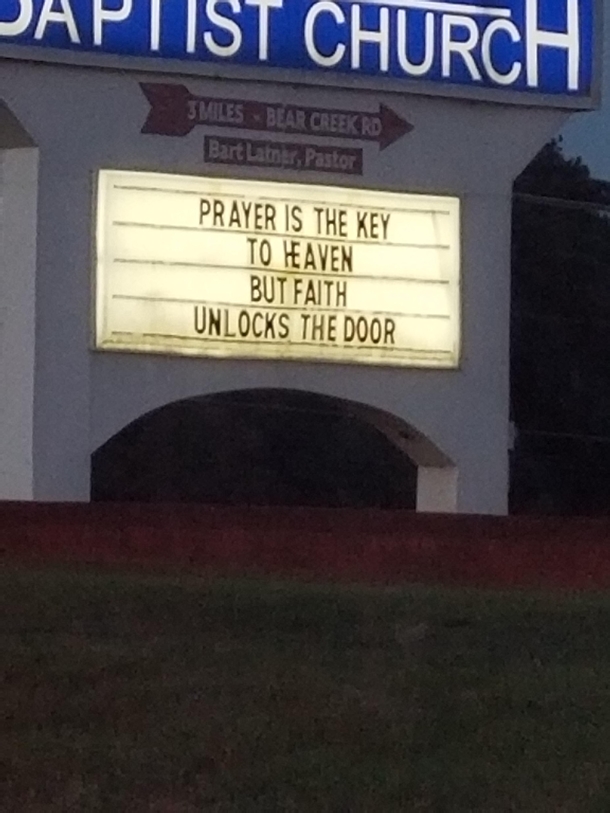 BAPTIST CHURCH
3 MILES - BEAR CREEK RD
Bart Latner, Pastor
PRAYER IS THE KEY
TO HEAVEN
BUT FAITH
UNLOCKS THE DOOR